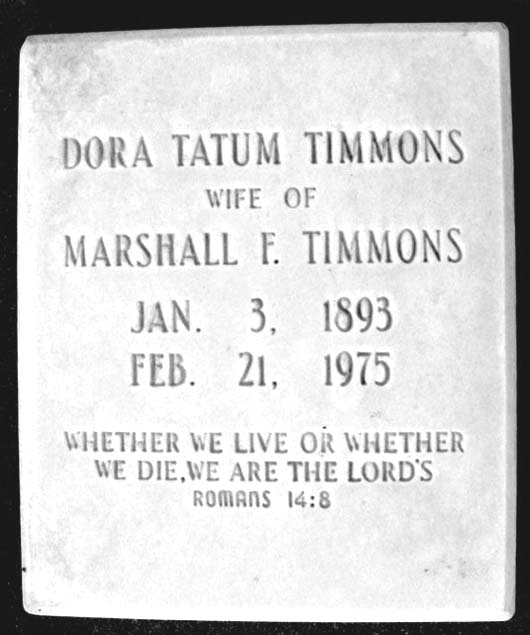 DORA TATUM TIMMONS
WIFE OF
MARSHALL F. TIMMONS
JAN. 3, 1893
FEB. 21, 1975
WHETHER WE LIVE OR WHETHER
WE DIE, WE ARE THE LORD'S
ROMANS 14:8